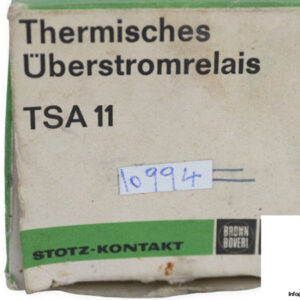 Thermisches
Überstromrelais
TSA 11
10994
STOTZ-KONTAKT
BROWN
BOVERI